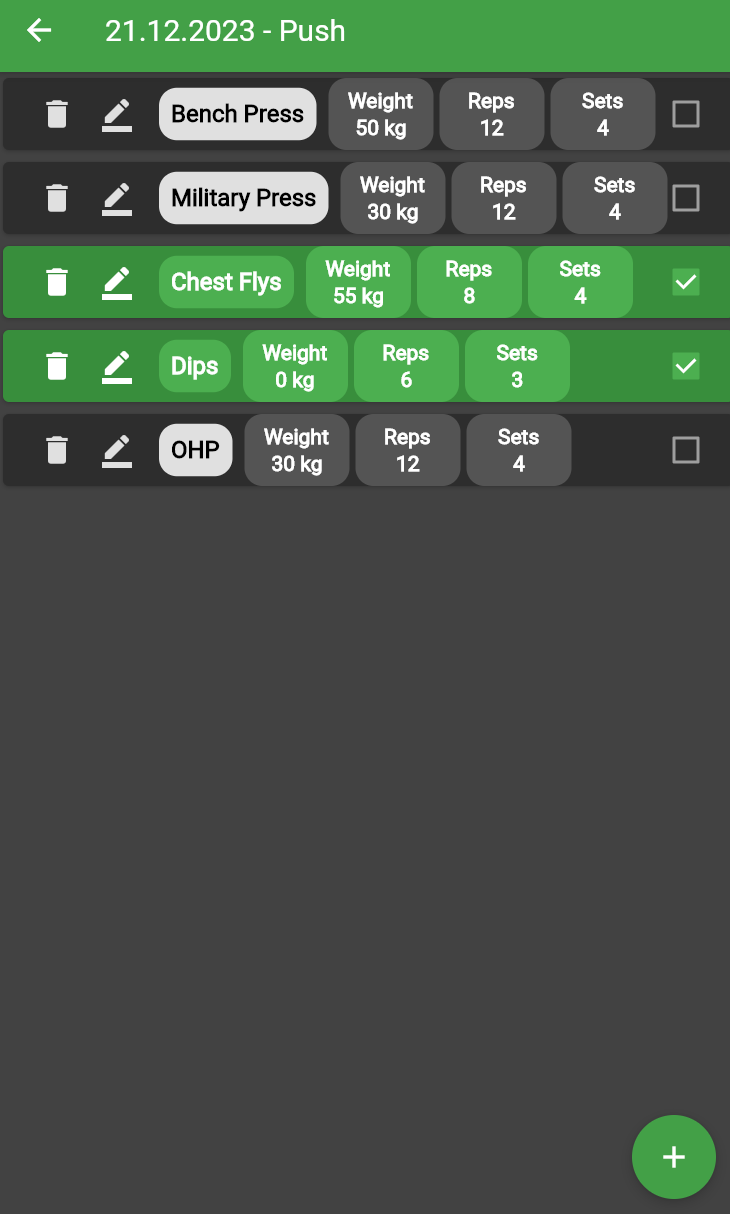 21.12.2023 - Push
Bench Press
Weight
50 kg
Reps
12
Sets
4
Military Press
Weight
30 kg
Reps
12
Sets
4
Chest Flys
Weight
55 kg
Reps
8
Sets
4
Dips
Weight
0 kg
Reps
6
Sets
3
OHP
Weight
30 kg
Reps
12
Sets
4